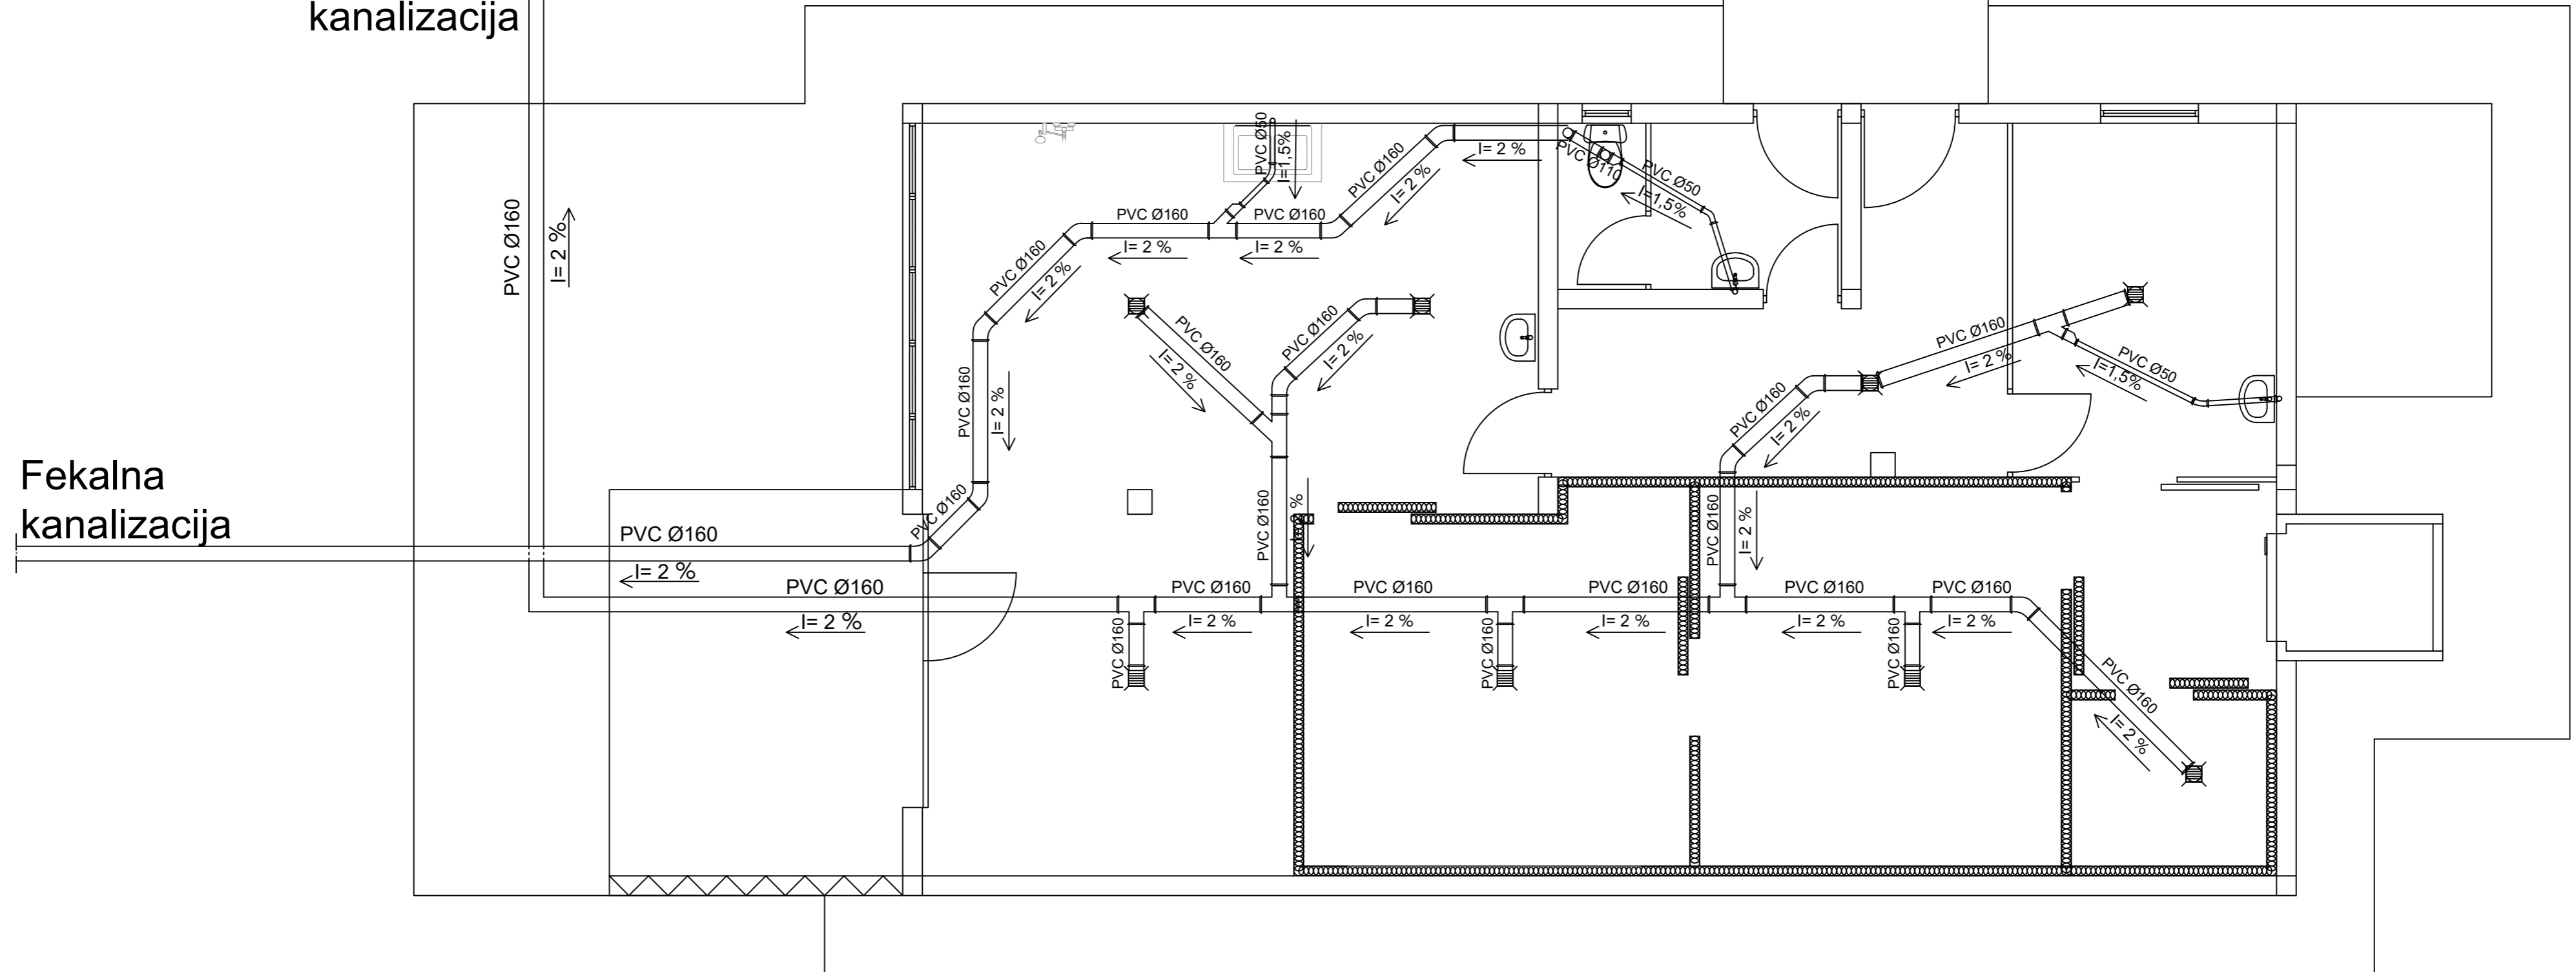 kanalizacija
PVC Ø160
I= 2 %
Fekalna
kanalizacija
PVC Ø160
I= 2 %
PVC Ø160
I= 2 %
PVC Ø160
PVC Ø160
I= 2 %
PVC Ø160
I= 2 %
PVC Ø160
I= 2 %
PVC Ø50
I=1,5%
PVC Ø160
I= 2 %
PVC Ø160
I= 2 %
I= 2 %
PVC Ø110
PVC Ø50
I=1,5%
PVC Ø160
I= 2 %
PVC Ø160
I= 2 %
PVC Ø160
PVC Ø160
I= 2 %
PVC Ø50
I=1,5%
PVC Ø160
I= 2 %
PVC Ø160
I= 2 %
PVC Ø160
I= 2 %
PVC Ø160
I= 2 %
PVC Ø160
I= 2 %
PVC Ø160
I= 2 %
PVC Ø160
I= 2 %
PVC Ø160
PVC Ø160
PVC Ø160
PVC Ø160
I= 2 %